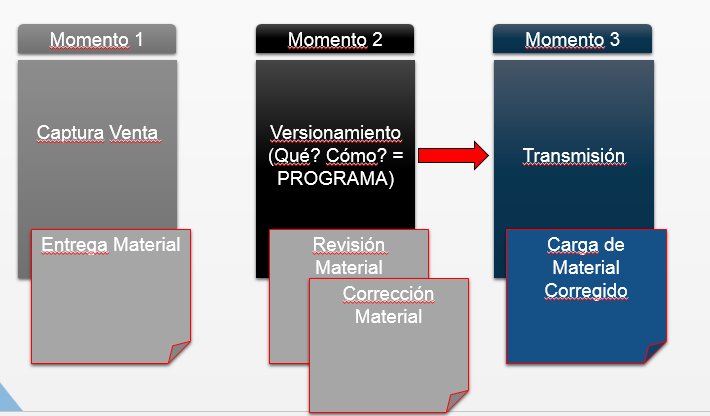 Momento 1
Momento 2
Momento 3
Captura Venta
Versionamiento
(Qué? Cómo? =
PROGRAMA)
Transmisión
Entrega Material
Revisión
Material
Corrección
Material
Carga de
Material
Corregido